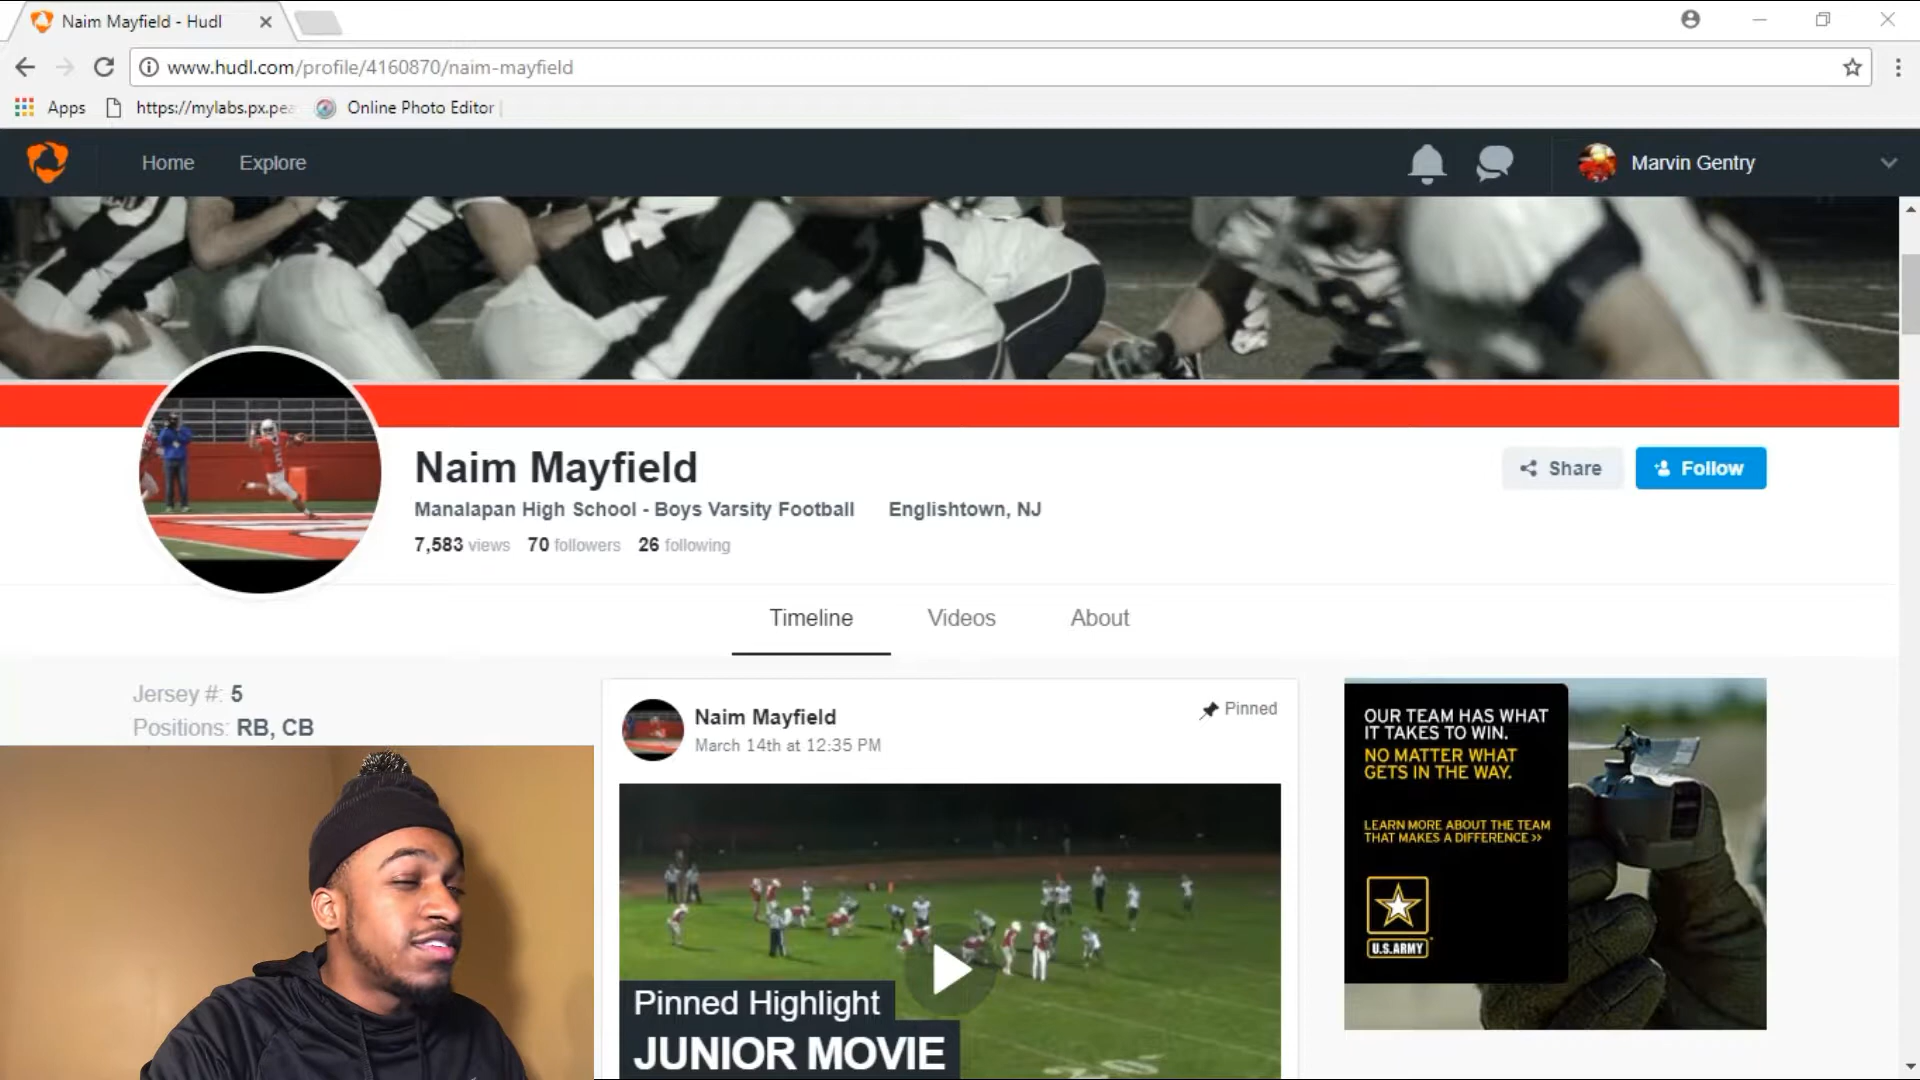 Naim Mayfield - Hudl
www.hudl.com/profile/4160870/naim-mayfield
Apps
https://mylabs.px.pea
Online Photo Editor |
Home
Explore
Marvin Gentry
Naim Mayfield
Manalapan High School - Boys Varsity Football
Englishtown, NJ
7,583 views 70 followers 26 following
Share
Follow
Timeline
Videos
About
Jersey #: 5
Positions: RB, CB
Naim Mayfield
March 14th at 12:35 PM
Pinned
Pinned Highlight
JUNIOR MOVIE
OUR TEAM HAS WHAT
IT TAKES TO WIN.
NO MATTER WHAT
GETS IN THE WAY.
LEARN MORE ABOUT THE TEAM
THAT MAKES A DIFFERENCE >>
U.S.ARMY